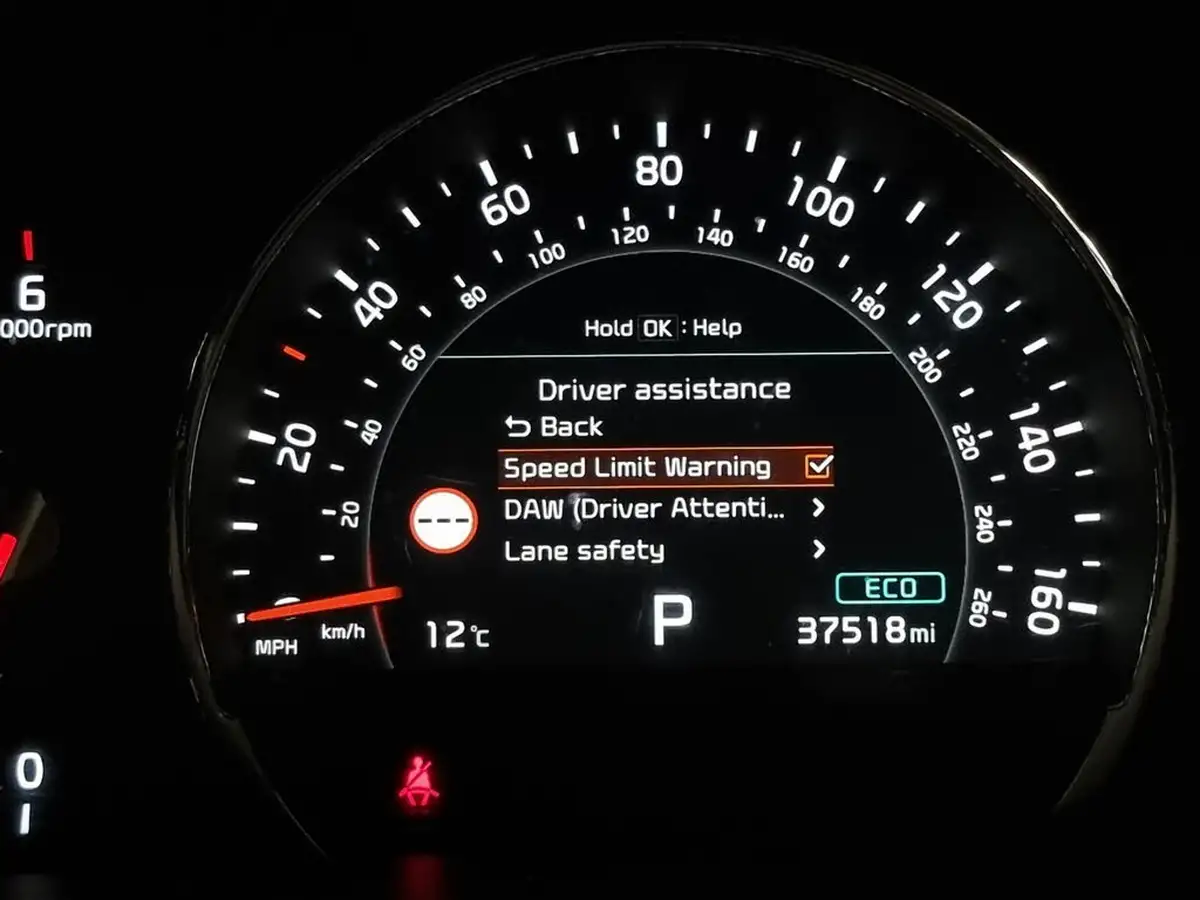 6
000rpm
0
20
40
60
80
100
120
140
160
20
40
60
80
100
120
140
160
180
200
220
240
260
MPH
km/h
Hold OK : Help
Driver assistance
Back
Speed Limit Warning
DAW (Driver Attenti...
Lane safety
---
ECO
12°C
P
37518mi